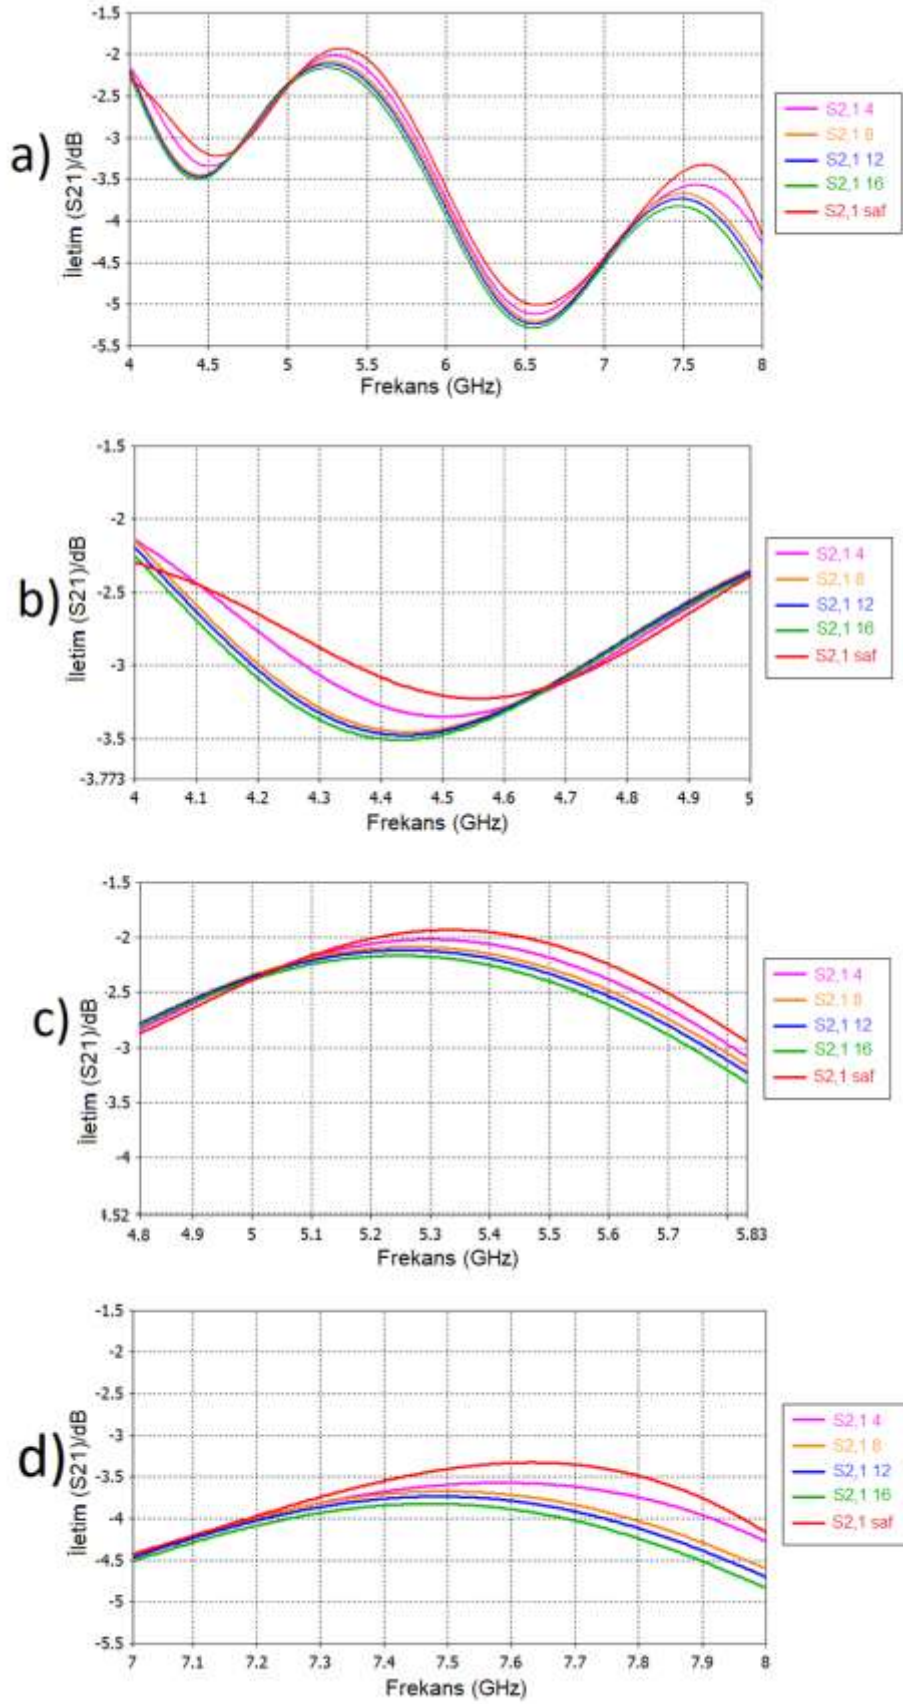 a)
İletim (S21)/dB
-1.5
-2
-2.5
-3
-3.5
-4
-4.5
-5
-5.5
4 4.5 5 5.5 6 6.5 7 7.5 8
Frekans (GHz)
S2,1 4
S2,1 8
S2,1 12
S2,1 16
S2,1 saf
b)
İletim (S21)/dB
-1.5
-2
-2.5
-3
-3.5
-3.773
4 4.1 4.2 4.3 4.4 4.5 4.6 4.7 4.8 4.9 5
Frekans (GHz)
S2,1 4
S2,1 8
S2,1 12
S2,1 16
S2,1 saf
c)
İletim (S21)/dB
-1.5
-2
-2.5
-3
-3.5
-4
4.52
4.8 4.9 5 5.1 5.2 5.3 5.4 5.5 5.6 5.7 5.83
Frekans (GHz)
S2,1 4
S2,1 8
S2,1 12
S2,1 16
S2,1 saf
d)
İletim (S21)/dB
-1.5
-2
-2.5
-3
-3.5
-4
-4.5
-5
-5.5
7 7.1 7.2 7.3 7.4 7.5 7.6 7.7 7.8 7.9 8
Frekans (GHz)
S2,1 4
S2,1 8
S2,1 12
S2,1 16
S2,1 saf